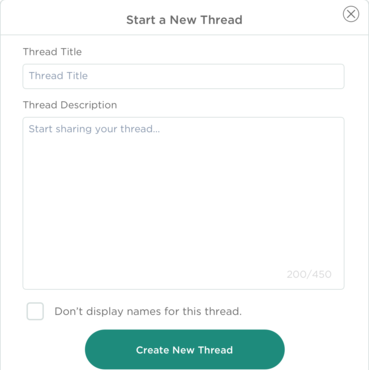 Start a New Thread
Thread Title
Thread Title
Thread Description
Start sharing your thread...
200/450
Don't display names for this thread.
Create New Thread